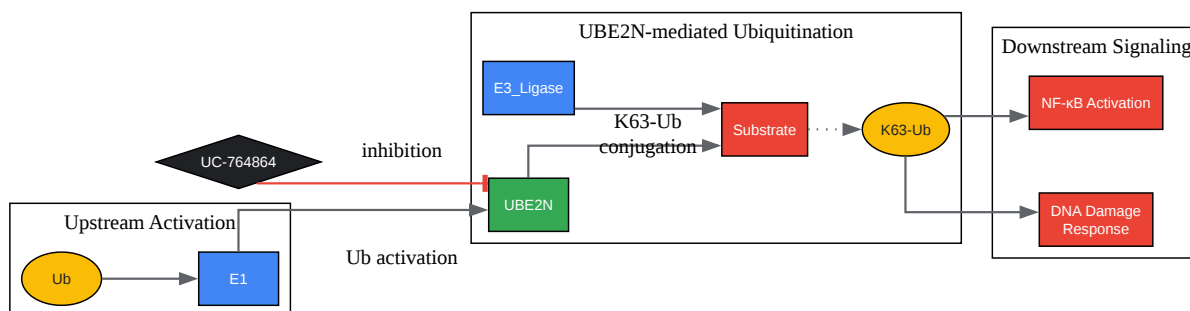 UBE2N-mediated Ubiquitination
Downstream Signaling
E3_Ligase
NF-κB Activation
K63-Ub
conjugation
Substrate
K63-Ub
inhibition
UC-764864
UBE2N
Upstream Activation
DNA Damage
Response
Ub activation
Ub
E1